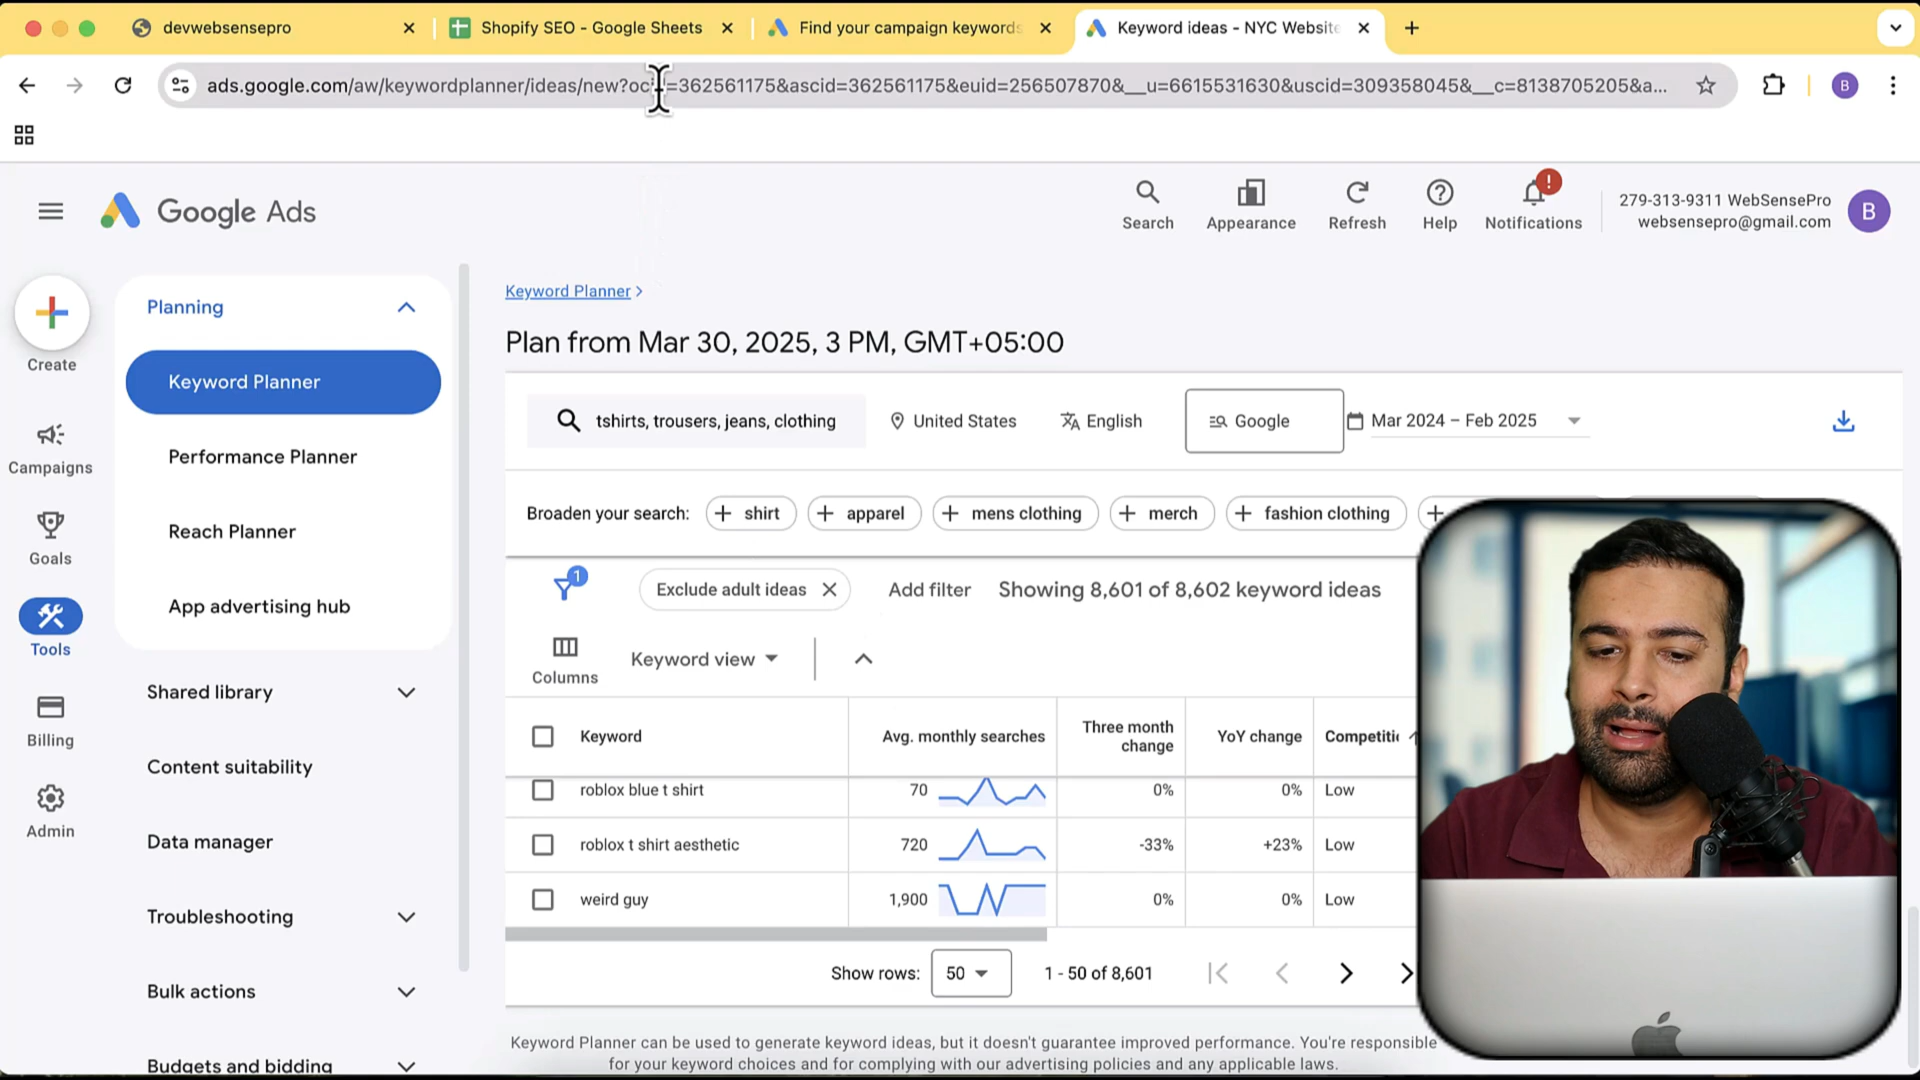 devwebsensepro
Shopify SEO - Google Sheets
Find your campaign keywords
Keyword ideas - NYC Website
ads.google.com/aw/keywordplanner/ideas/new?ocid=362561175&ascid=362561175&euid=256507870&__u=6615531630&uscid=309358045&__c=8138705205&a...
B
Google Ads
Search
Appearance
Refresh
Help
!
Notifications
279-313-9311 WebSensePro
websensepro@gmail.com
B
Create
Campaigns
Goals
Tools
Billing
Admin
Planning
Keyword Planner
Performance Planner
Reach Planner
App advertising hub
Shared library
Content suitability
Data manager
Troubleshooting
Bulk actions
Budgets and bidding
Keyword Planner >
Plan from Mar 30, 2025, 3 PM, GMT+05:00
tshirts, trousers, jeans, clothing
United States
English
Google
Mar 2024 – Feb 2025
Broaden your search: + shirt + apparel + mens clothing + merch + fashion clothing +
1
Exclude adult ideas
Add filter
Showing 8,601 of 8,602 keyword ideas
Columns
Keyword view
Keyword Avg. monthly searches Three month change YoY change Competitic
roblox blue t shirt 70 0% 0% Low
roblox t shirt aesthetic 720 -33% +23% Low
weird guy 1,900 0% 0% Low
Show rows: 50 1 - 50 of 8,601
Keyword Planner can be used to generate keyword ideas, but it doesn't guarantee improved performance. You're responsible
for your keyword choices and for complying with our advertising policies and any applicable laws.